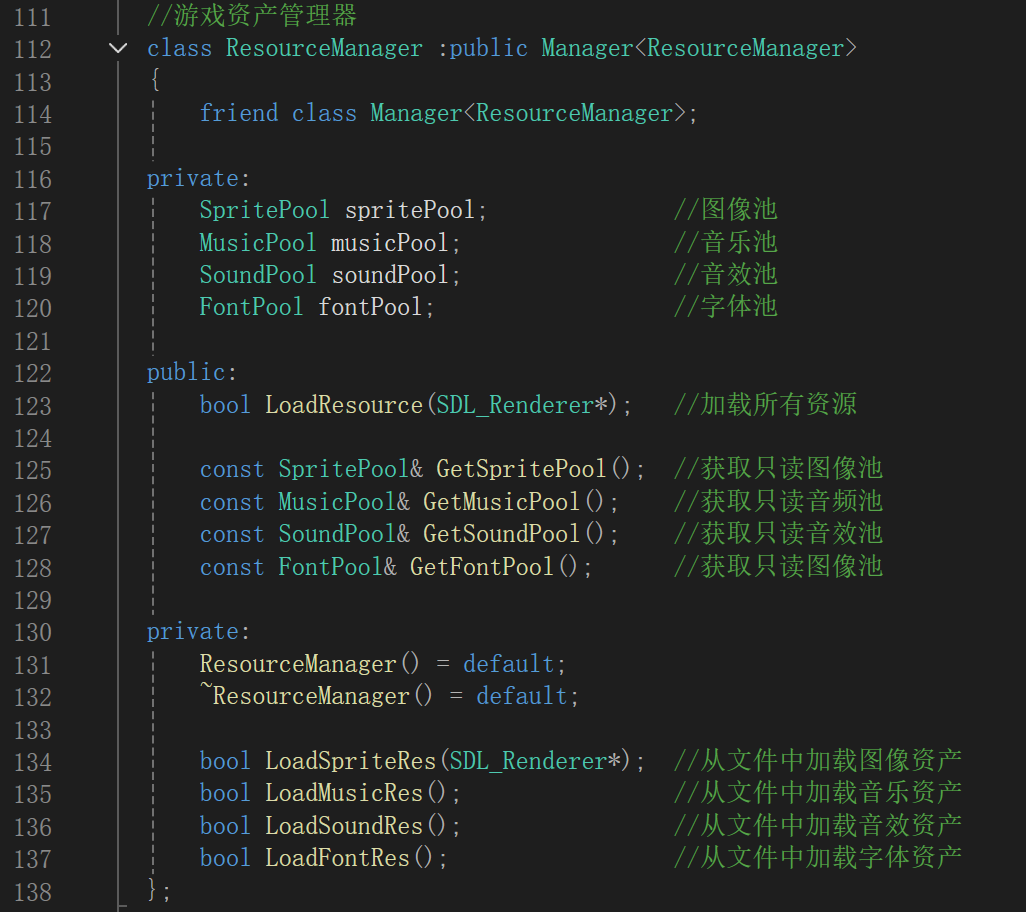 111 //游戏资产管理器
112 class ResourceManager :public Manager<ResourceManager>
113 {
114 friend class Manager<ResourceManager>;
115
116 private:
117 SpritePool spritePool; //图像池
118 MusicPool musicPool; //音乐池
119 SoundPool soundPool; //音效池
120 FontPool fontPool; //字体池
121
122 public:
123 bool LoadResource(SDL_Renderer*); //加载所有资源
124
125 const SpritePool& GetSpritePool(); //获取只读图像池
126 const MusicPool& GetMusicPool(); //获取只读音频池
127 const SoundPool& GetSoundPool(); //获取只读音效池
128 const FontPool& GetFontPool(); //获取只读图像池
129
130 private:
131 ResourceManager() = default;
132 ~ResourceManager() = default;
133
134 bool LoadSpriteRes(SDL_Renderer*); //从文件中加载图像资产
135 bool LoadMusicRes(); //从文件中加载音乐资产
136 bool LoadSoundRes(); //从文件中加载音效资产
137 bool LoadFontRes(); //从文件中加载字体资产
138 };